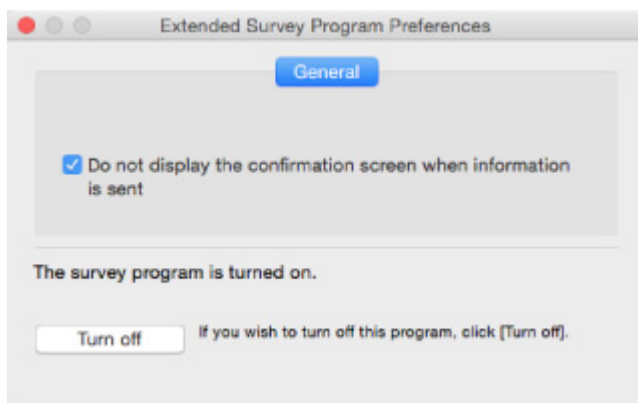 Extended Survey Program Preferences
General
Do not display the confirmation screen when information
is sent
The survey program is turned on.
Turn off
If you wish to turn off this program, click [Turn off].